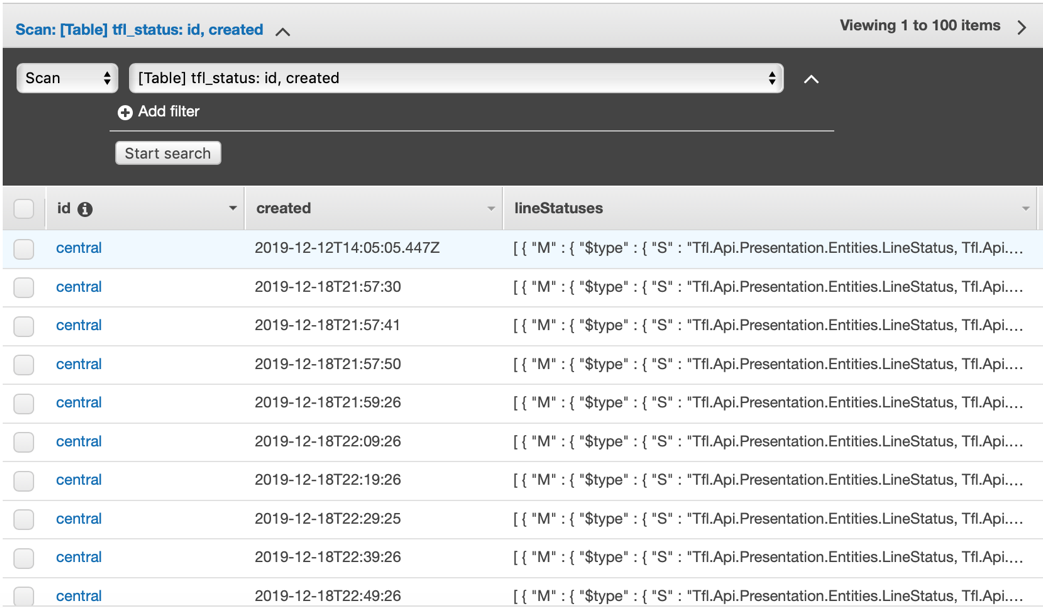 Scan: [Table] tfl_status: id, created
Viewing 1 to 100 items
Scan
[Table] tfl_status: id, created
Add filter
Start search
id created lineStatuses
central 2019-12-12T14:05:05.447Z [ { "M" : { "$type" : { "S" : "Tfl.Api.Presentation.Entities.LineStatus, Tfl.Api....
central 2019-12-18T21:57:30 [ { "M" : { "$type" : { "S" : "Tfl.Api.Presentation.Entities.LineStatus, Tfl.Api....
central 2019-12-18T21:57:41 [ { "M" : { "$type" : { "S" : "Tfl.Api.Presentation.Entities.LineStatus, Tfl.Api....
central 2019-12-18T21:57:50 [ { "M" : { "$type" : { "S" : "Tfl.Api.Presentation.Entities.LineStatus, Tfl.Api....
central 2019-12-18T21:59:26 [ { "M" : { "$type" : { "S" : "Tfl.Api.Presentation.Entities.LineStatus, Tfl.Api....
central 2019-12-18T22:09:26 [ { "M" : { "$type" : { "S" : "Tfl.Api.Presentation.Entities.LineStatus, Tfl.Api....
central 2019-12-18T22:19:26 [ { "M" : { "$type" : { "S" : "Tfl.Api.Presentation.Entities.LineStatus, Tfl.Api....
central 2019-12-18T22:29:25 [ { "M" : { "$type" : { "S" : "Tfl.Api.Presentation.Entities.LineStatus, Tfl.Api....
central 2019-12-18T22:39:26 [ { "M" : { "$type" : { "S" : "Tfl.Api.Presentation.Entities.LineStatus, Tfl.Api....
central 2019-12-18T22:49:26 [ { "M" : { "$type" : { "S" : "Tfl.Api.Presentation.Entities.LineStatus, Tfl.Api....